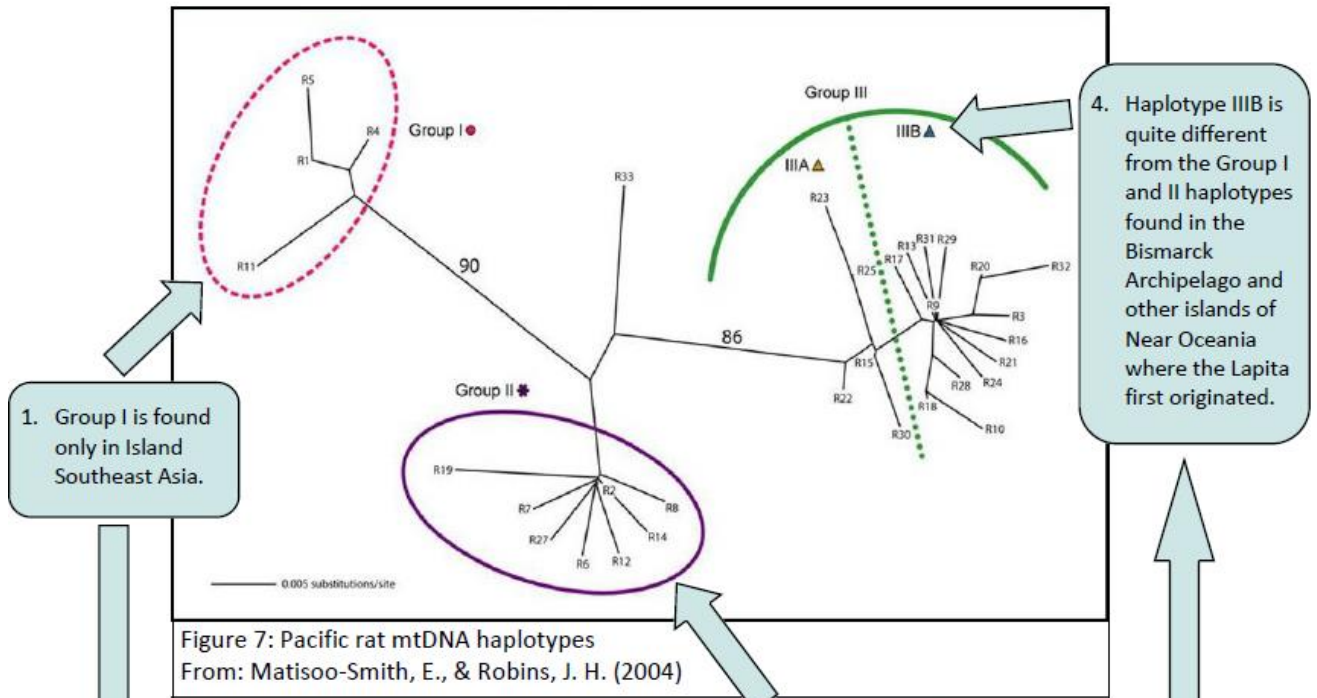 R5
R4
Group I
R1
R11
90
R33
Group III
IIIB
IIIA
R23
R31
R29
R13
R17
R25
R20
R32
R9
R3
R16
R21
R24
R28
R18
R10
R15
R22
R30
86
Group II
R19
R2
R8
R7
R14
R27
R12
R6
0.005 substitutions/site
1. Group I is found
only in Island
Southeast Asia.
4. Haplotype IIIB is
quite different
from the Group I
and II haplotypes
found in the
Bismarck
Archipelago and
other islands of
Near Oceania
where the Lapita
first originated.
Figure 7: Pacific rat mtDNA haplotypes
From: Matisoo-Smith, E., & Robins, J. H. (2004)